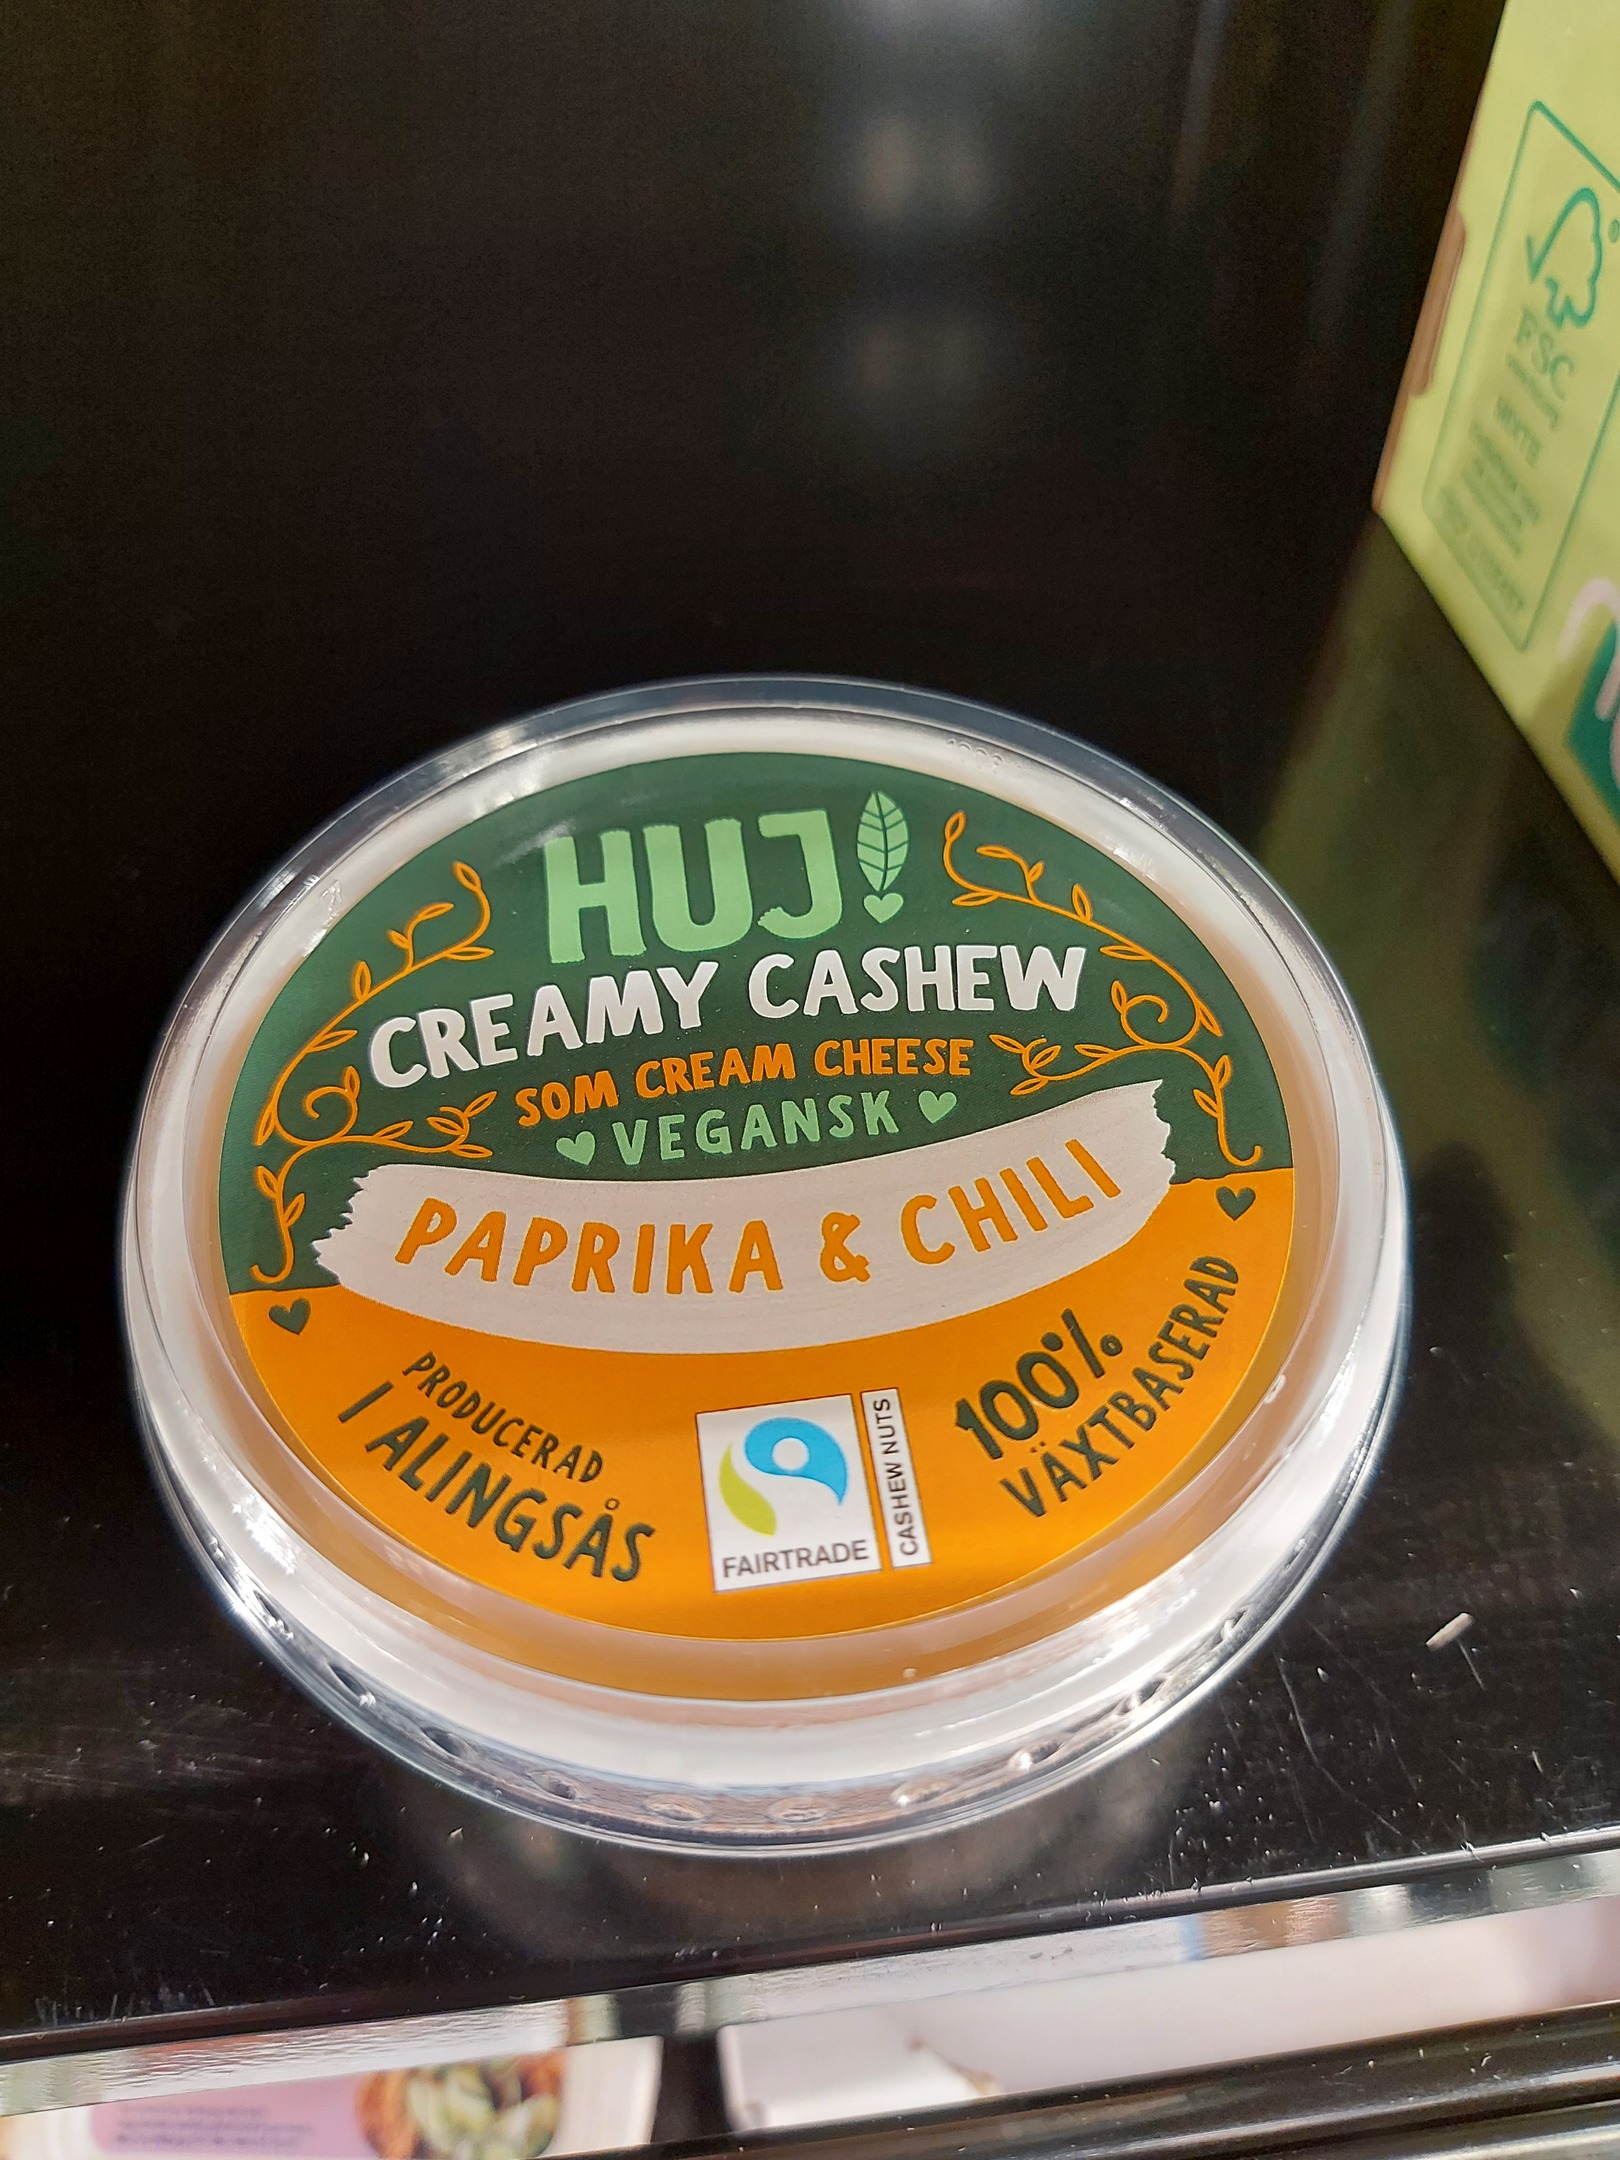 HUJ!
CREAMY CASHEW
SOM CREAM CHEESE
VEGANSK
PAPRIKA & CHILI
PRODUCERAD
I ALINGSÅS
FAIRTRADE
CASHEW NUTS
100%
VÄXTBASERAD
FSC